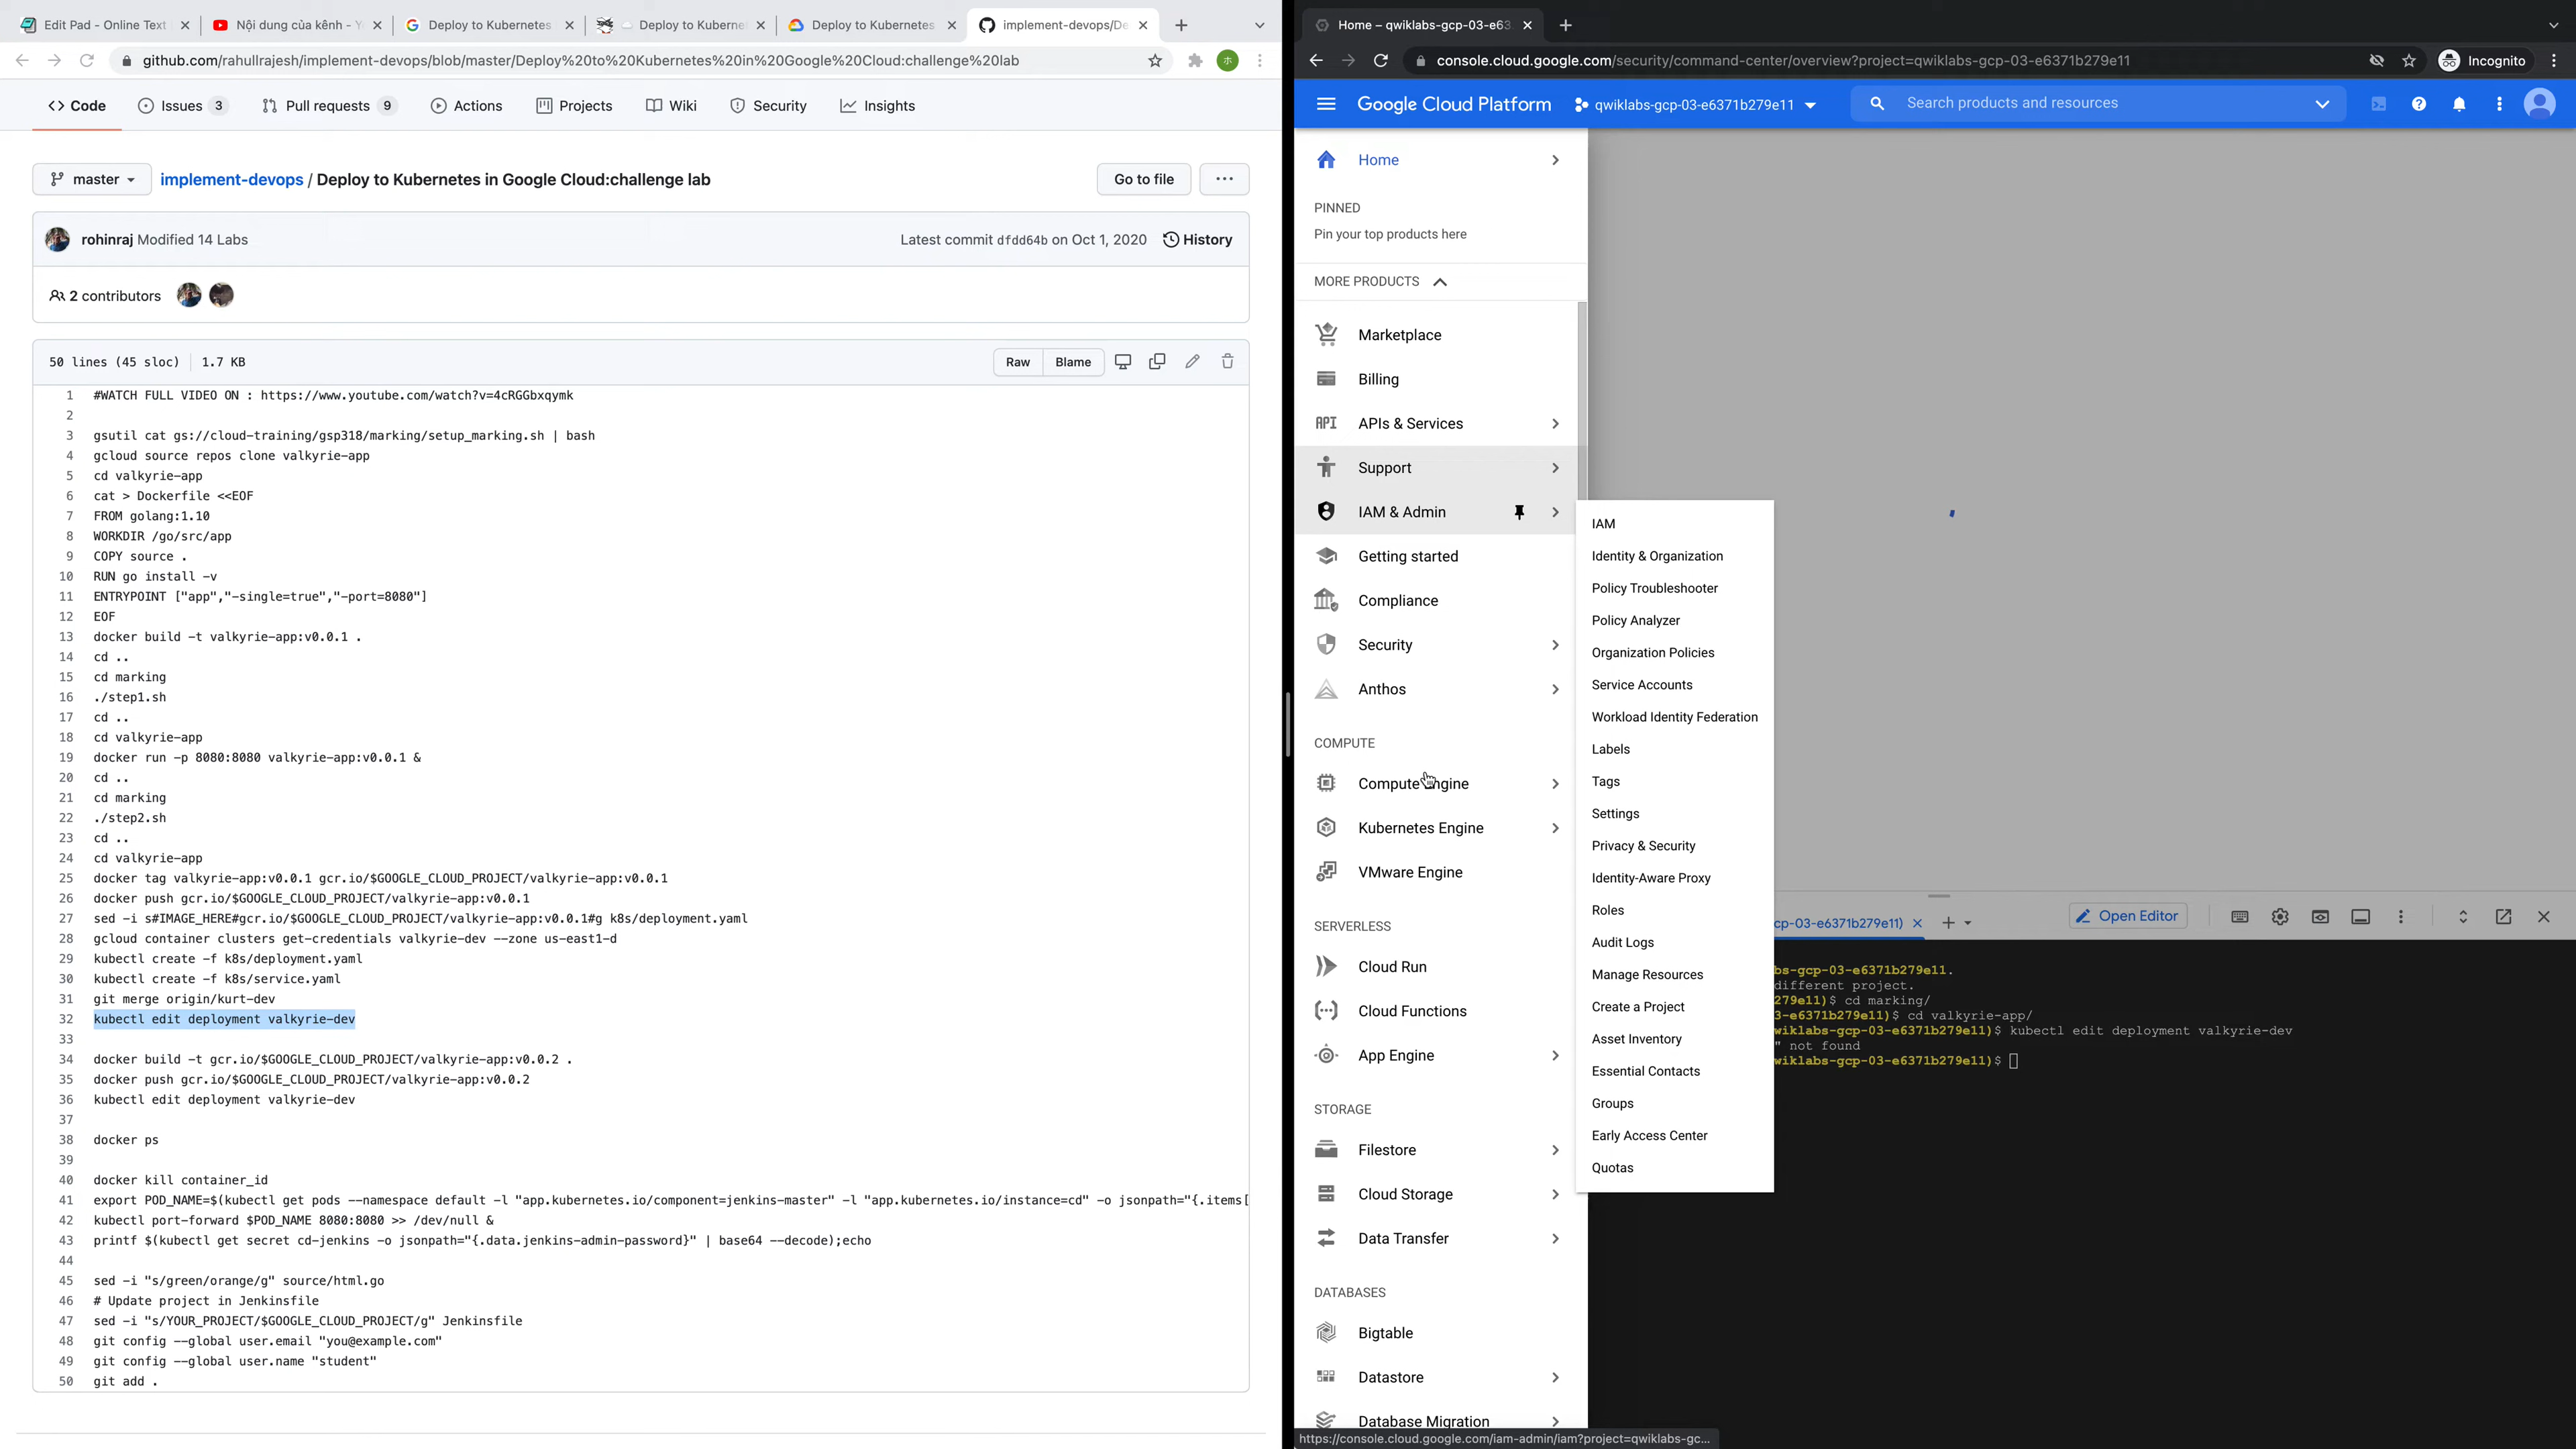 Edit Pad - Online Text
Nội dung của kênh - Y
Deploy to Kubernetes
Deploy to Kubernet
Deploy to Kubernetes
implement-devops/De
github.com/rahullrajesh/implement-devops/blob/master/Deploy%20to%20Kubernetes%20in%20Google%20Cloud:challenge%20lab
Code
Issues 3
Pull requests 9
Actions
Projects
Wiki
Security
Insights
master
implement-devops / Deploy to Kubernetes in Google Cloud:challenge lab
Go to file
rohinraj Modified 14 Labs
Latest commit dfdd64b on Oct 1, 2020
History
2 contributors
50 lines (45 sloc) 1.7 KB
Raw
Blame
1 #WATCH FULL VIDEO ON : https://www.youtube.com/watch?v=4cRGGbxqymk
2
3 gsutil cat gs://cloud-training/gsp318/marking/setup_marking.sh | bash
4 gcloud source repos clone valkyrie-app
5 cd valkyrie-app
6 cat > Dockerfile <<EOF
7 FROM golang:1.10
8 WORKDIR /go/src/app
9 COPY source .
10 RUN go install -v
11 ENTRYPOINT ["app","-single=true","-port=8080"]
12 EOF
13 docker build -t valkyrie-app:v0.0.1 .
14 cd ..
15 cd marking
16 ./step1.sh
17 cd ..
18 cd valkyrie-app
19 docker run -p 8080:8080 valkyrie-app:v0.0.1 &
20 cd ..
21 cd marking
22 ./step2.sh
23 cd ..
24 cd valkyrie-app
25 docker tag valkyrie-app:v0.0.1 gcr.io/$GOOGLE_CLOUD_PROJECT/valkyrie-app:v0.0.1
26 docker push gcr.io/$GOOGLE_CLOUD_PROJECT/valkyrie-app:v0.0.1
27 sed -i s#IMAGE_HERE#gcr.io/$GOOGLE_CLOUD_PROJECT/valkyrie-app:v0.0.1#g k8s/deployment.yaml
28 gcloud container clusters get-credentials valkyrie-dev --zone us-east1-d
29 kubectl create -f k8s/deployment.yaml
30 kubectl create -f k8s/service.yaml
31 git merge origin/kurt-dev
32 kubectl edit deployment valkyrie-dev
33
34 docker build -t gcr.io/$GOOGLE_CLOUD_PROJECT/valkyrie-app:v0.0.2 .
35 docker push gcr.io/$GOOGLE_CLOUD_PROJECT/valkyrie-app:v0.0.2
36 kubectl edit deployment valkyrie-dev
37
38 docker ps
39
40 docker kill container_id
41 export POD_NAME=$(kubectl get pods --namespace default -l "app.kubernetes.io/component=jenkins-master" -l "app.kubernetes.io/instance=cd" -o jsonpath="{.items[
42 kubectl port-forward $POD_NAME 8080:8080 >> /dev/null &
43 printf $(kubectl get secret cd-jenkins -o jsonpath="{.data.jenkins-admin-password}" | base64 --decode);echo
44
45 sed -i "s/green/orange/g" source/html.go
46 # Update project in Jenkinsfile
47 sed -i "s/YOUR_PROJECT/$GOOGLE_CLOUD_PROJECT/g" Jenkinsfile
48 git config --global user.email "you@example.com"
49 git config --global user.name "student"
50 git add .
Home – qwiklabs-gcp-03-e63
console.cloud.google.com/security/command-center/overview?project=qwiklabs-gcp-03-e6371b279e11
Incognito
Google Cloud Platform
qwiklabs-gcp-03-e6371b279e11
Search products and resources
Home
PINNED
Pin your top products here
MORE PRODUCTS
Marketplace
Billing
API APIs & Services
Support
IAM & Admin
Getting started
Compliance
Security
Anthos
COMPUTE
Compute Engine
Kubernetes Engine
VMware Engine
SERVERLESS
Cloud Run
Cloud Functions
App Engine
STORAGE
Filestore
Cloud Storage
Data Transfer
DATABASES
Bigtable
Datastore
Database Migration
IAM
Identity & Organization
Policy Troubleshooter
Policy Analyzer
Organization Policies
Service Accounts
Workload Identity Federation
Labels
Tags
Settings
Privacy & Security
Identity-Aware Proxy
Roles
Audit Logs
Manage Resources
Create a Project
Asset Inventory
Essential Contacts
Groups
Early Access Center
Quotas
cp-03-e6371b279e11)
Open Editor
bs-gcp-03-e6371b279e11.
different project.
279e11)$ cd marking/
3-e6371b279e11)$ cd valkyrie-app/
wiklabs-gcp-03-e6371b279e11)$ kubectl edit deployment valkyrie-dev
" not found
wiklabs-gcp-03-e6371b279e11)$
https://console.cloud.google.com/iam-admin/iam?project=qwiklabs-gc...